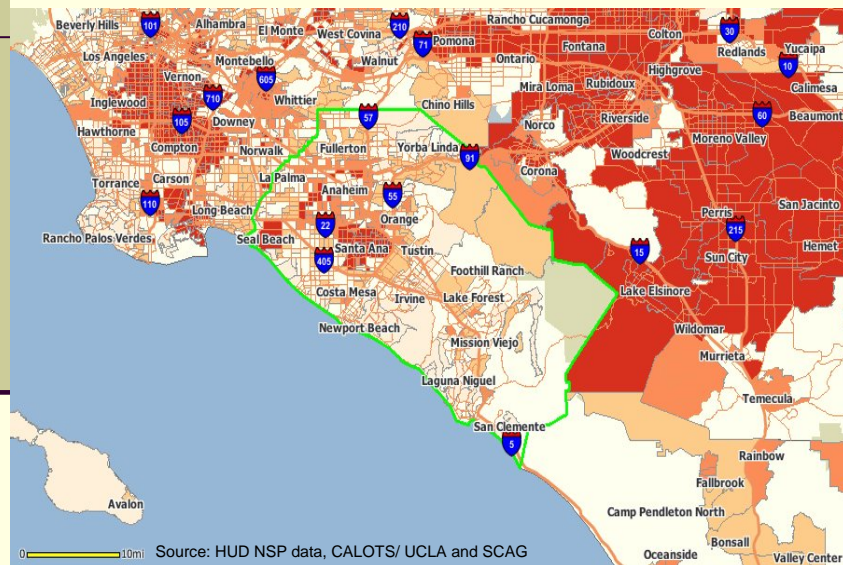 Beverly Hills
101
Alhambra
El Monte
West Covina
210
Rancho Cucamonga
Pomona
71
Colton
30
Redlands
Yucaipa
10
Los Angeles
Montebello
Walnut
Ontario
Fontana
Highgrove
Calimesa
Vernon
605
Chino Hills
Mira Loma
Rubidoux
Inglewood
710
Whittier
57
Norco
Riverside
60
Beaumont
105
Downey
Moreno Valley
Hawthorne
Compton
Norwalk
Fullerton
Yorba Linda
91
Woodcrest
Corona
Torrance
Carson
La Palma
Anaheim
110
Long Beach
55
Orange
Perris
San Jacinto
Rancho Palos Verdes
Seal Beach
22
Santa Ana
Tustin
15
215
Hemet
405
Foothill Ranch
Sun City
Costa Mesa
Irvine
Lake Forest
Lake Elsinore
Newport Beach
Mission Viejo
Wildomar
Murrieta
Laguna Niguel
Temecula
San Clemente
5
Rainbow
Fallbrook
Avalon
Camp Pendleton North
Bonsall
Oceanside
Valley Center
0 10mi
Source: HUD NSP data, CALOTS/ UCLA and SCAG